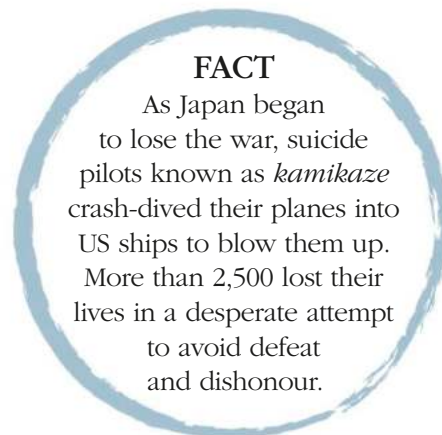 FACT
As Japan began
to lose the war, suicide
pilots known as kamikaze
crash-dived their planes into
US ships to blow them up.
More than 2,500 lost their
lives in a desperate attempt
to avoid defeat
and dishonour.